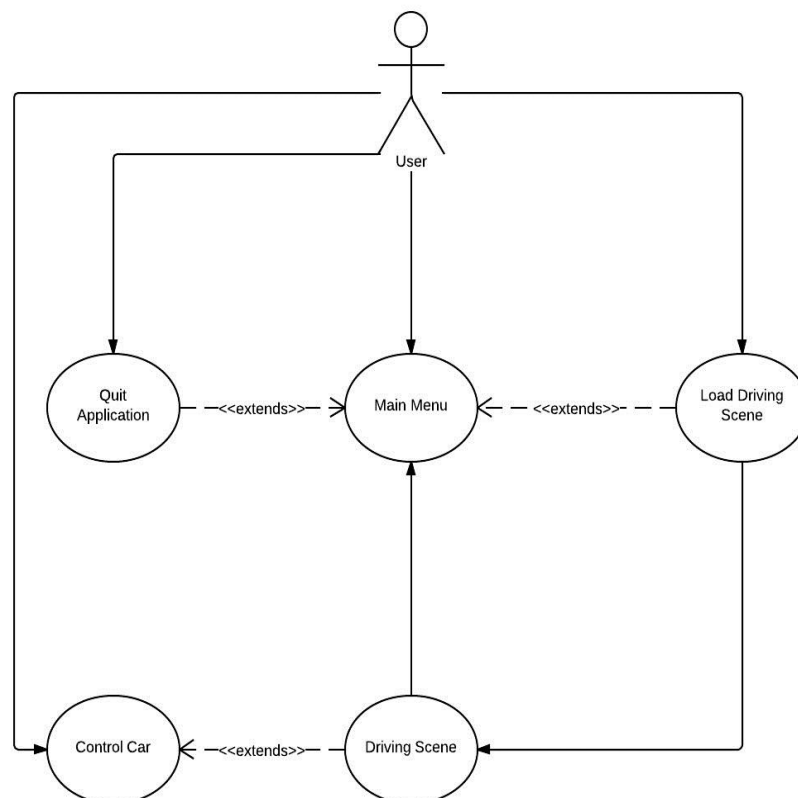 User
Quit
Application
<<extends>>
Main Menu
<<extends>>
Load Driving
Scene
Control Car
<<extends>>
Driving Scene